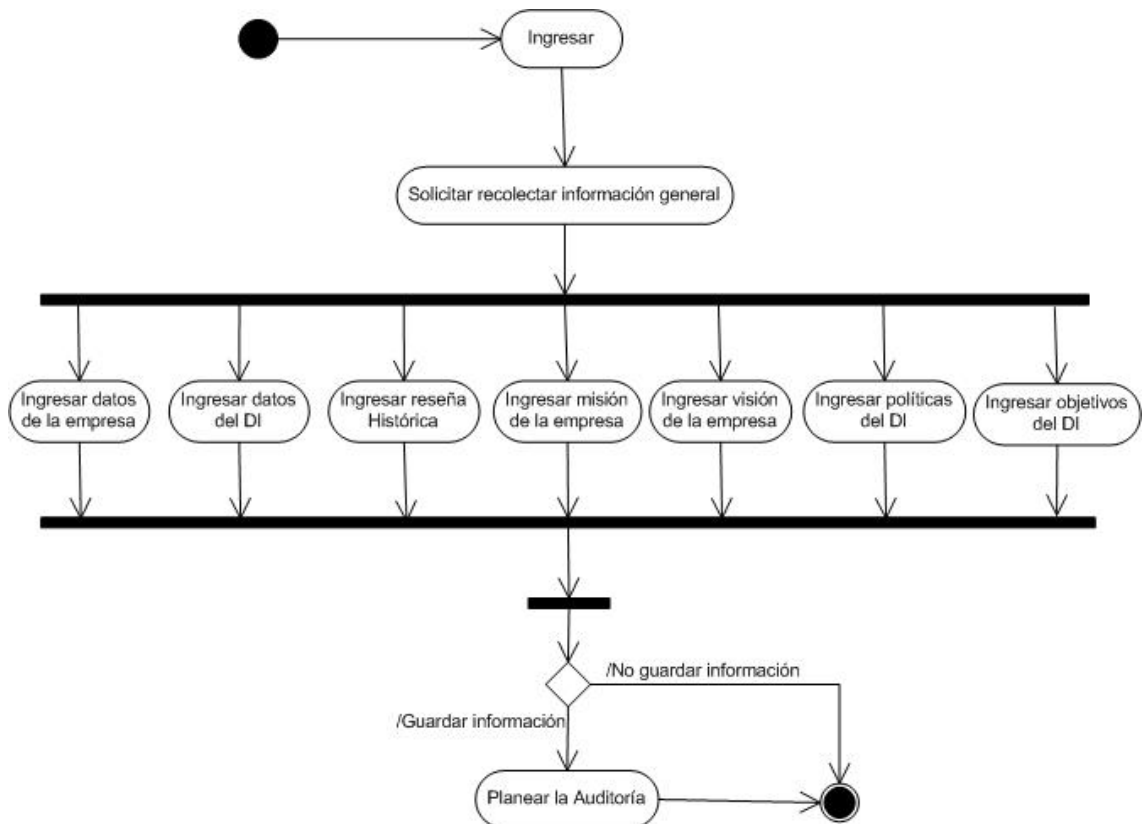 Ingresar
Solicitar recolectar información general
Ingresar datos
de la empresa
Ingresar datos
del DI
Ingresar reseña
Histórica
Ingresar misión
de la empresa
Ingresar visión
de la empresa
Ingresar políticas
del DI
Ingresar objetivos
del DI
/No guardar información
/Guardar información
Planear la Auditoría